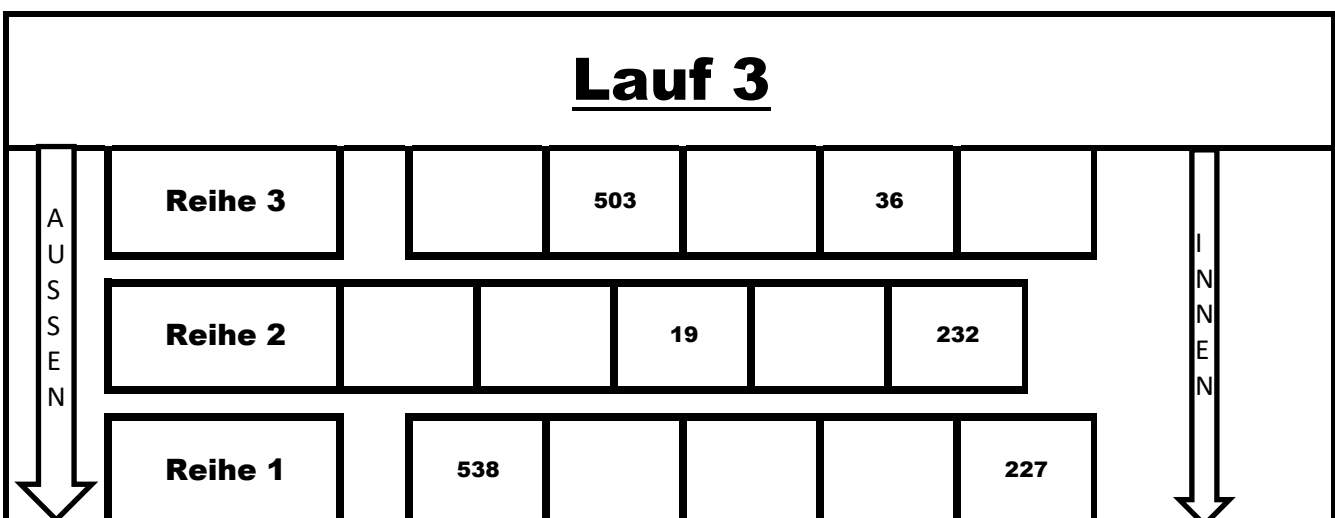 Lauf 3
Reihe 3 503 36
Reihe 2 19 232
Reihe 1 538 227
AUSSEN
INNEN